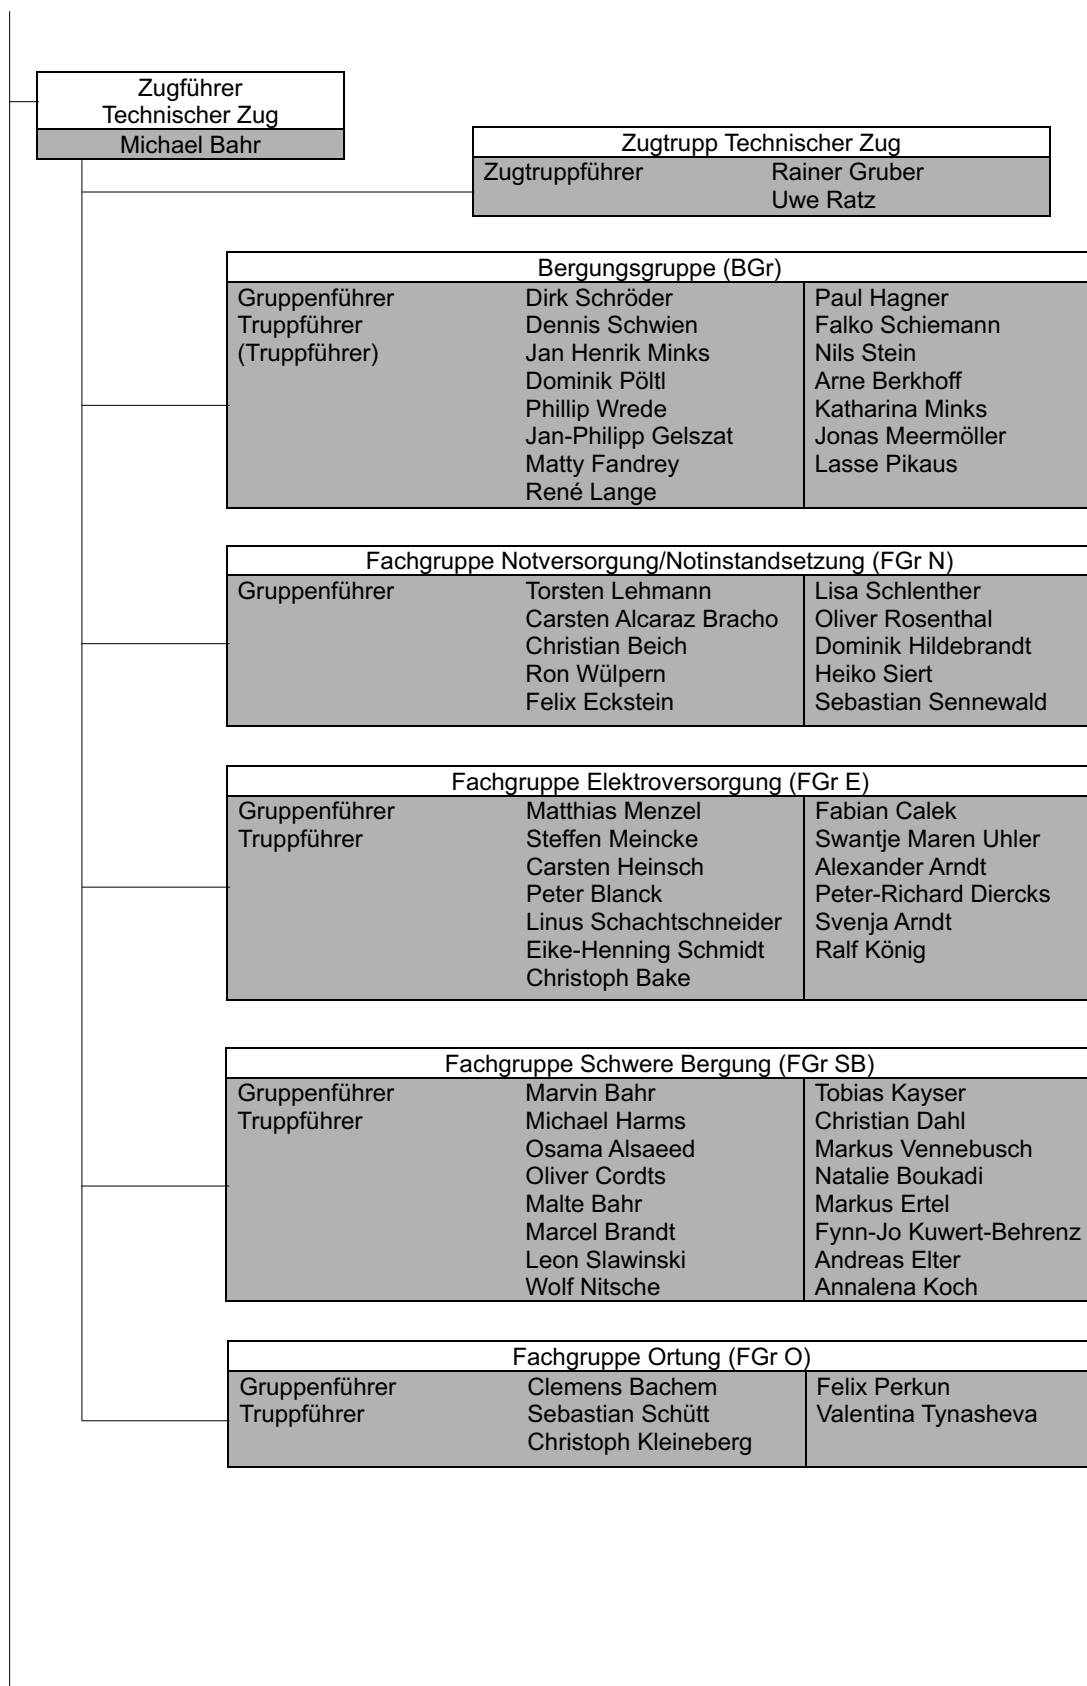 Zugführer
Technischer Zug
Michael Bahr
Zugtrupp Technischer Zug
Zugtruppführer Rainer Gruber
Uwe Ratz
Bergungsgruppe (BGr)
Gruppenführer Dirk Schröder Paul Hagner
Truppführer Dennis Schwien Falko Schiemann
(Truppführer) Jan Henrik Minks Nils Stein
Dominik Pöltl Arne Berkhoff
Phillip Wrede Katharina Minks
Jan-Philipp Gelszat Jonas Meermöller
Matty Fandrey Lasse Pikaus
René Lange
Fachgruppe Notversorgung/Notinstandsetzung (FGr N)
Gruppenführer Torsten Lehmann Lisa Schlenther
Carsten Alcaraz Bracho Oliver Rosenthal
Christian Beich Dominik Hildebrandt
Ron Wülpern Heiko Siert
Felix Eckstein Sebastian Sennewald
Fachgruppe Elektroversorgung (FGr E)
Gruppenführer Matthias Menzel Fabian Calek
Truppführer Steffen Meincke Swantje Maren Uhler
Carsten Heinsch Alexander Arndt
Peter Blanck Peter-Richard Diercks
Linus Schachtschneider Svenja Arndt
Eike-Henning Schmidt Ralf König
Christoph Bake
Fachgruppe Schwere Bergung (FGr SB)
Gruppenführer Marvin Bahr Tobias Kayser
Truppführer Michael Harms Christian Dahl
Osama Alsaeed Markus Vennebusch
Oliver Cordts Natalie Boukadi
Malte Bahr Markus Ertel
Marcel Brandt Fynn-Jo Kuwert-Behrenz
Leon Slawinski Andreas Elter
Wolf Nitsche Annalena Koch
Fachgruppe Ortung (FGr O)
Gruppenführer Clemens Bachem Felix Perkun
Truppführer Sebastian Schütt Valentina Tynasheva
Christoph Kleineberg